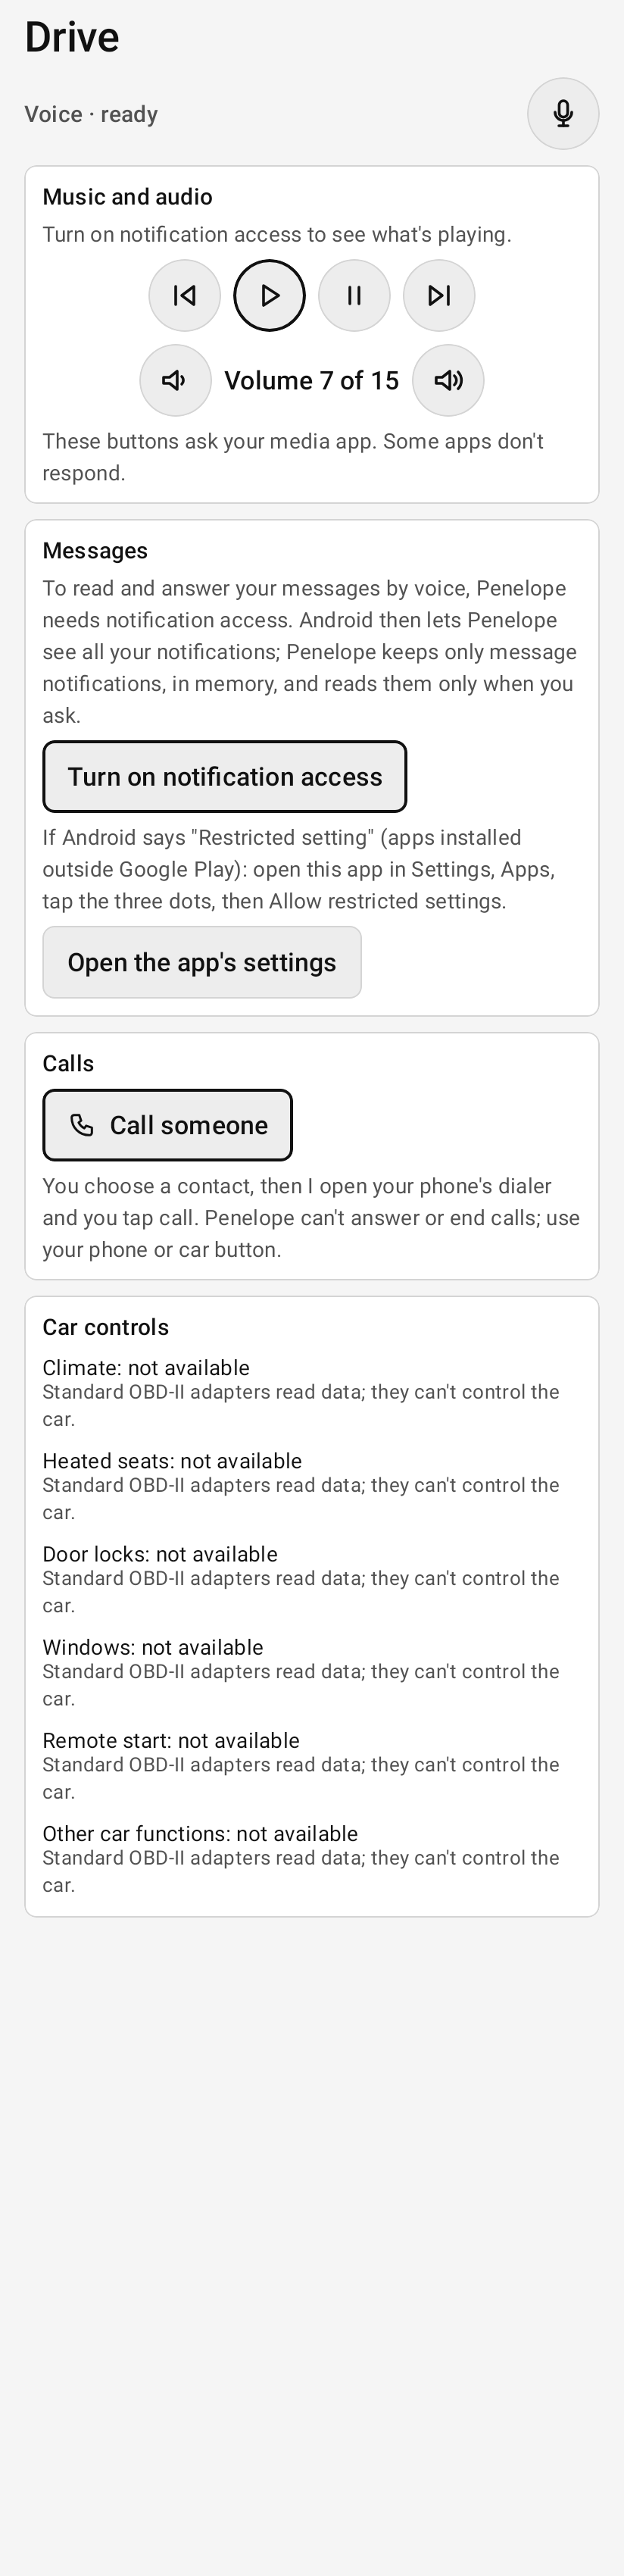 Drive
Voice · ready
Music and audio
Turn on notification access to see what's playing.
Volume 7 of 15
These buttons ask your media app. Some apps don't
respond.
Messages
To read and answer your messages by voice, Penelope
needs notification access. Android then lets Penelope
see all your notifications; Penelope keeps only message
notifications, in memory, and reads them only when you
ask.
Turn on notification access
If Android says "Restricted setting" (apps installed
outside Google Play): open this app in Settings, Apps,
tap the three dots, then Allow restricted settings.
Open the app's settings
Calls
Call someone
You choose a contact, then I open your phone's dialer
and you tap call. Penelope can't answer or end calls; use
your phone or car button.
Car controls
Climate: not available
Standard OBD-II adapters read data; they can't control the
car.
Heated seats: not available
Standard OBD-II adapters read data; they can't control the
car.
Door locks: not available
Standard OBD-II adapters read data; they can't control the
car.
Windows: not available
Standard OBD-II adapters read data; they can't control the
car.
Remote start: not available
Standard OBD-II adapters read data; they can't control the
car.
Other car functions: not available
Standard OBD-II adapters read data; they can't control the
car.